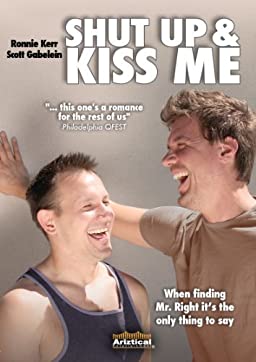 Ronnie Kerr
Scott Gabelein
SHUT UP &
KISS ME
"... this one's a romance
for the rest of us"
Philadelphia QFEST
When finding
Mr. Right it's the
only thing to say
Ariztical